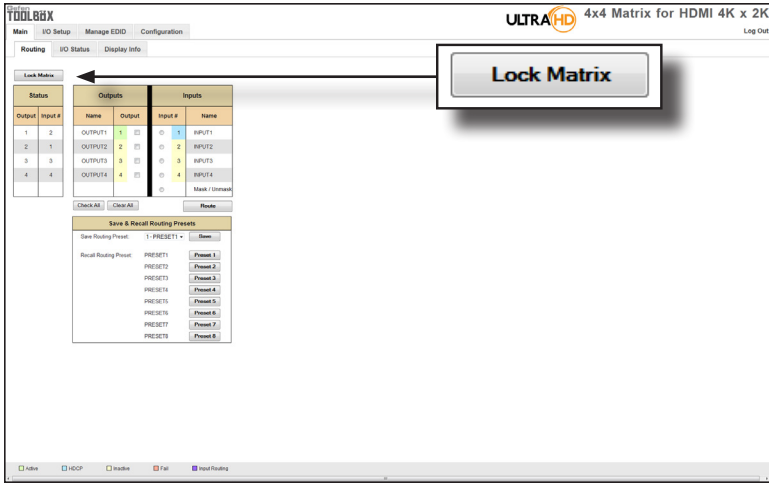 Gefen
TOOLBOX
ULTRA HD 4x4 Matrix for HDMI 4K x 2K
Main I/O Setup Manage EDID Configuration
Log Out
Routing I/O Status Display Info
Lock Matrix
Lock Matrix
Status Outputs Inputs
Output Input # Name Output Input # Name
1 2 OUTPUT1 1 1 INPUT1
2 1 OUTPUT2 2 2 INPUT2
3 3 OUTPUT3 3 3 INPUT3
4 4 OUTPUT4 4 4 INPUT4
Mask / Unmask
Check All Clear All Route
Save & Recall Routing Presets
Save Routing Preset: 1 - PRESET1 Save
Recall Routing Preset: PRESET1 Preset 1
PRESET2 Preset 2
PRESET3 Preset 3
PRESET4 Preset 4
PRESET5 Preset 5
PRESET6 Preset 6
PRESET7 Preset 7
PRESET8 Preset 8
Active HDCP Inactive Fail Input Routing